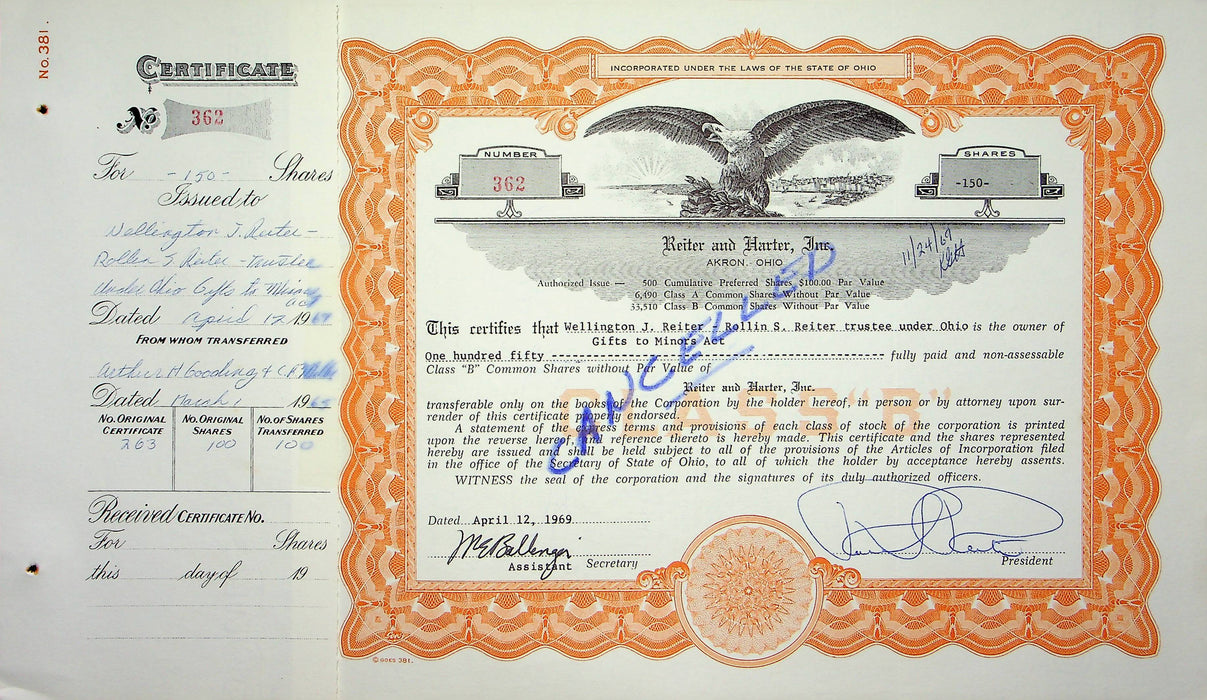 No. 381.
CERTIFICATE
No 362
For -150- Shares
Issued to
Wellington J. Reiter -
Rollin S Reiter - Trustee
Under Ohio Gifts to Minors
Act
Dated April 12 1969
FROM WHOM TRANSFERRED
Arthur H Gooding &
Dated March 1 19
NO. ORIGINAL CERTIFICATE NO. ORIGINAL SHARES NO. OF SHARES TRANSFERRED
263 100 100
Received CERTIFICATE NO.
For Shares
this day of 19
INCORPORATED UNDER THE LAWS OF THE STATE OF OHIO
NUMBER
362
SHARES
-150-
Reiter and Harter, Inc.
AKRON, OHIO
11/24/69
Authorized Issue — 500 Cumulative Preferred Shares $100.00 Par Value
6,490 Class A Common Shares Without Par Value
33,510 Class B Common Shares Without Par Value
This certifies that Wellington J. Reiter - Rollin S. Reiter trustee under Ohio is the owner of
Gifts to Minors Act
One hundred fifty ------------------------------ fully paid and non-assessable
Class "B" Common Shares without Par Value of
Reiter and Harter, Inc.
CLASS "B"
transferable only on the books of the Corporation by the holder hereof, in person or by attorney upon sur-
render of this certificate properly endorsed.
A statement of the express terms and provisions of each class of stock of the corporation is printed
upon the reverse hereof, and reference thereto is hereby made. This certificate and the shares represented
hereby are issued and shall be held subject to all of the provisions of the Articles of Incorporation filed
in the office of the Secretary of State of Ohio, to all of which the holder by acceptance hereby assents.
WITNESS the seal of the corporation and the signatures of its duly authorized officers.
CANCELLED
Dated April 12, 1969
M E Ballenger
Assistant Secretary
President
GOES
© GOES 381.